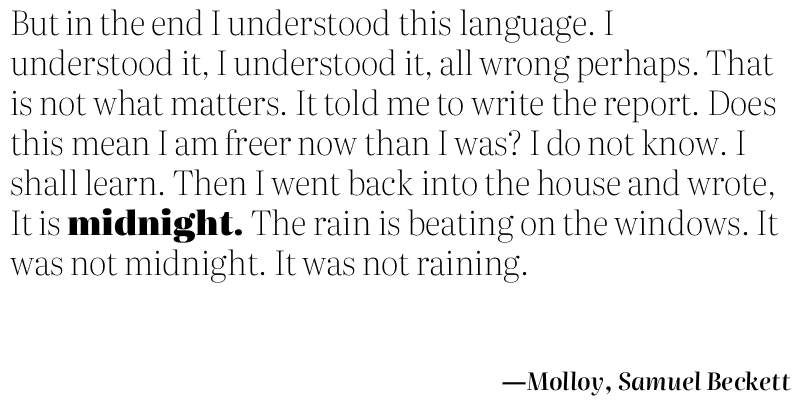 But in the end I understood this language. I
understood it, I understood it, all wrong perhaps. That
is not what matters. It told me to write the report. Does
this mean I am freer now than I was? I do not know. I
shall learn. Then I went back into the house and wrote,
It is midnight. The rain is beating on the windows. It
was not midnight. It was not raining.
—Molloy, Samuel Beckett